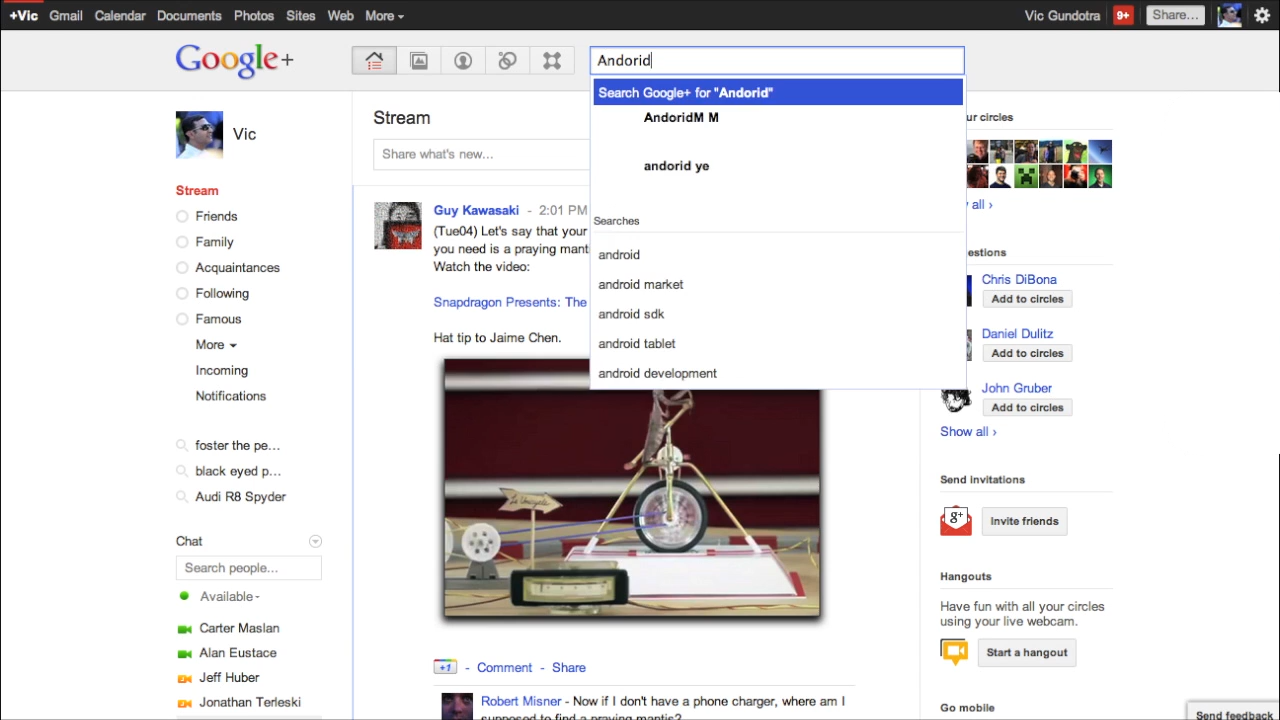 +Vic Gmail Calendar Documents Photos Sites Web More Vic Gundotra 9+ Share...
Google+
Andorid
Search Google+ for "Andorid"
AndoridM M
andorid ye
Searches
android
android market
android sdk
android tablet
android development
Vic
Stream
Friends
Family
Acquaintances
Following
Famous
More
Incoming
Notifications
foster the pe...
black eyed p...
Audi R8 Spyder
Chat
Search people...
Available
Carter Maslan
Alan Eustace
Jeff Huber
Jonathan Terleski
Stream
Share what's new...
Guy Kawasaki - 2:01 PM
(Tue04) Let's say that your
you need is a praying mant
Watch the video:
Snapdragon Presents: The
Hat tip to Jaime Chen.
+1 - Comment - Share
Robert Misner - Now if I don't have a phone charger, where am I
supposed to find a praying mantis?
ur circles
all ›
estions
Chris DiBona
Add to circles
Daniel Dulitz
Add to circles
John Gruber
Add to circles
Show all ›
Send invitations
g+ Invite friends
Hangouts
Have fun with all your circles
using your live webcam.
Start a hangout
Go mobile
Send feedback